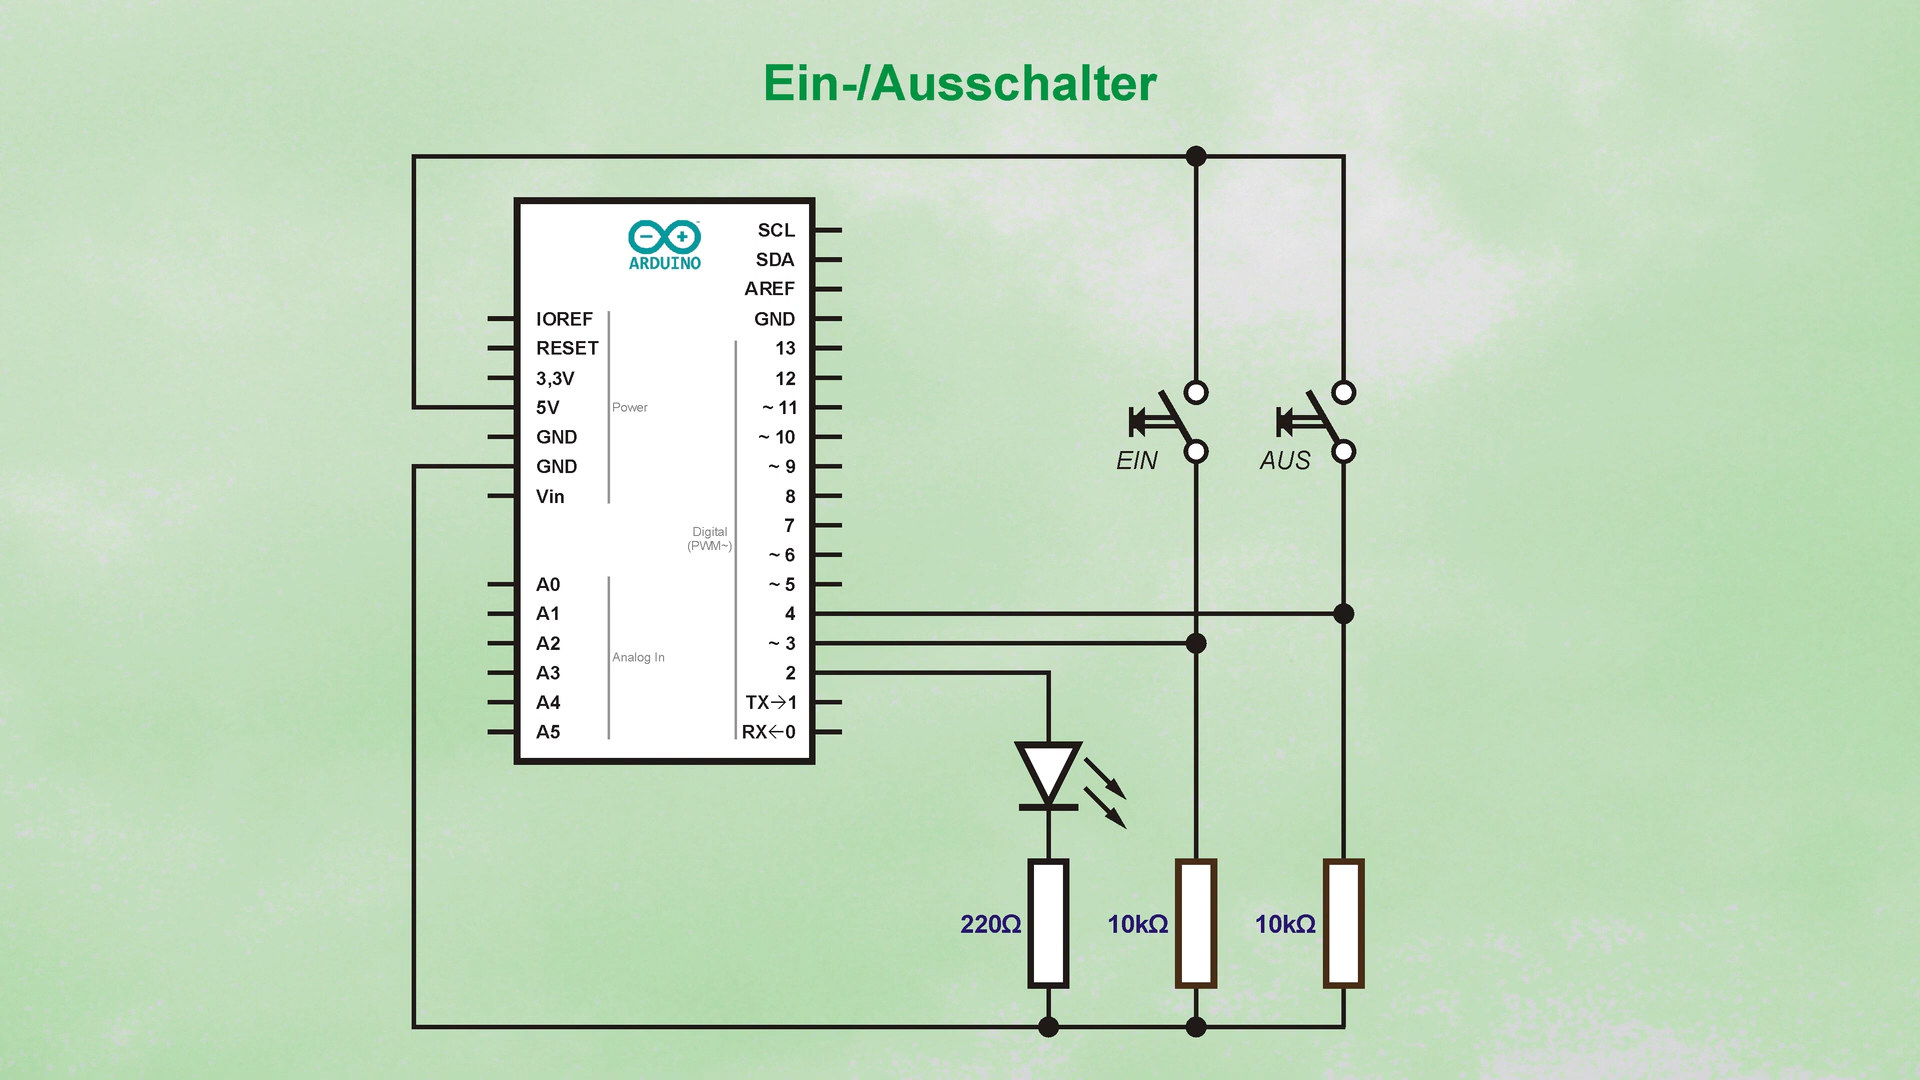 Ein-/Ausschalter
ARDUINO
SCL
SDA
AREF
IOREF
GND
RESET
13
3,3V
12
5V
Power
~ 11
GND
~ 10
GND
~ 9
Vin
8
7
Digital
(PWM~)
~ 6
A0
~ 5
A1
4
A2
~ 3
Analog In
A3
2
A4
TX→1
A5
RX←0
EIN
AUS
220Ω
10kΩ
10kΩ